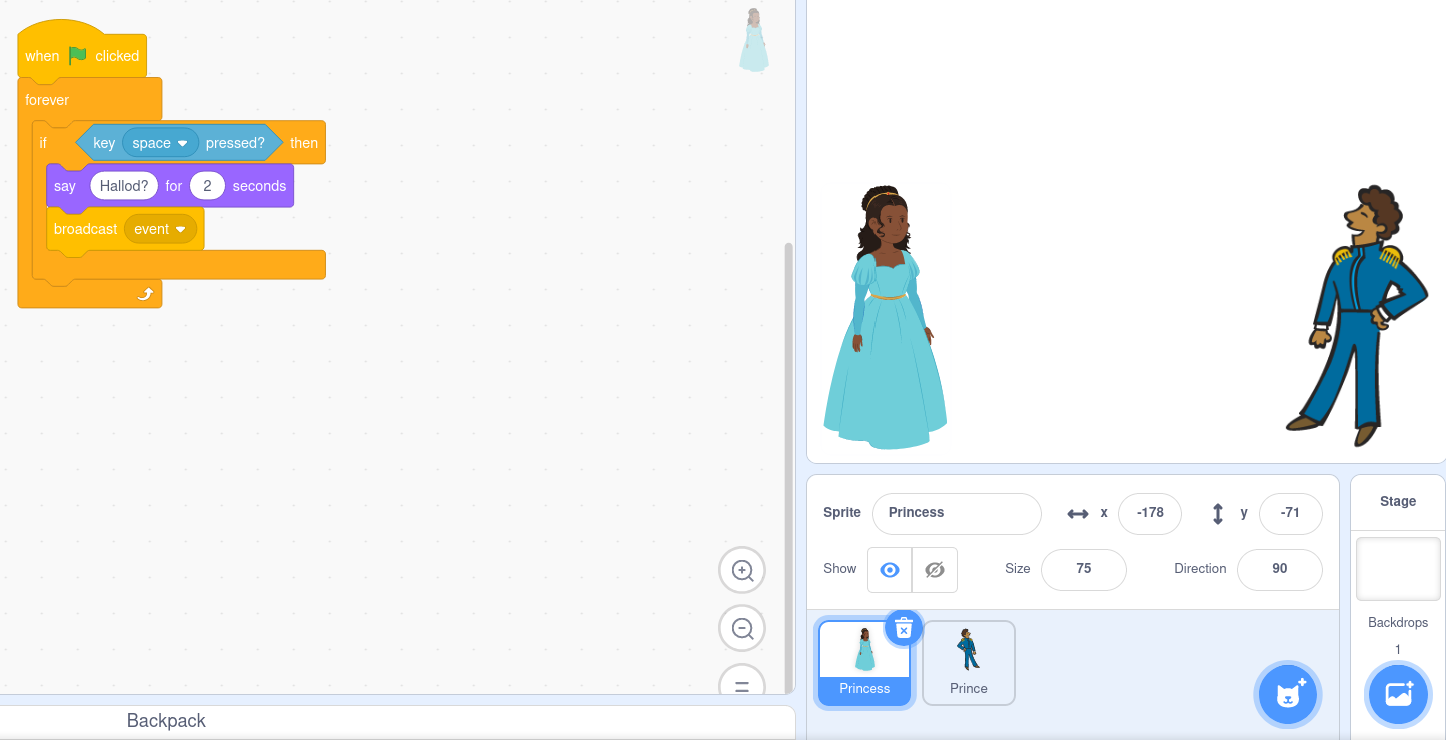 when clicked
forever
if key space pressed? then
say Hallod? for 2 seconds
broadcast event
Backpack
Sprite Princess x -178 y -71
Show Size 75 Direction 90
Princess
Prince
Stage
Backdrops
1